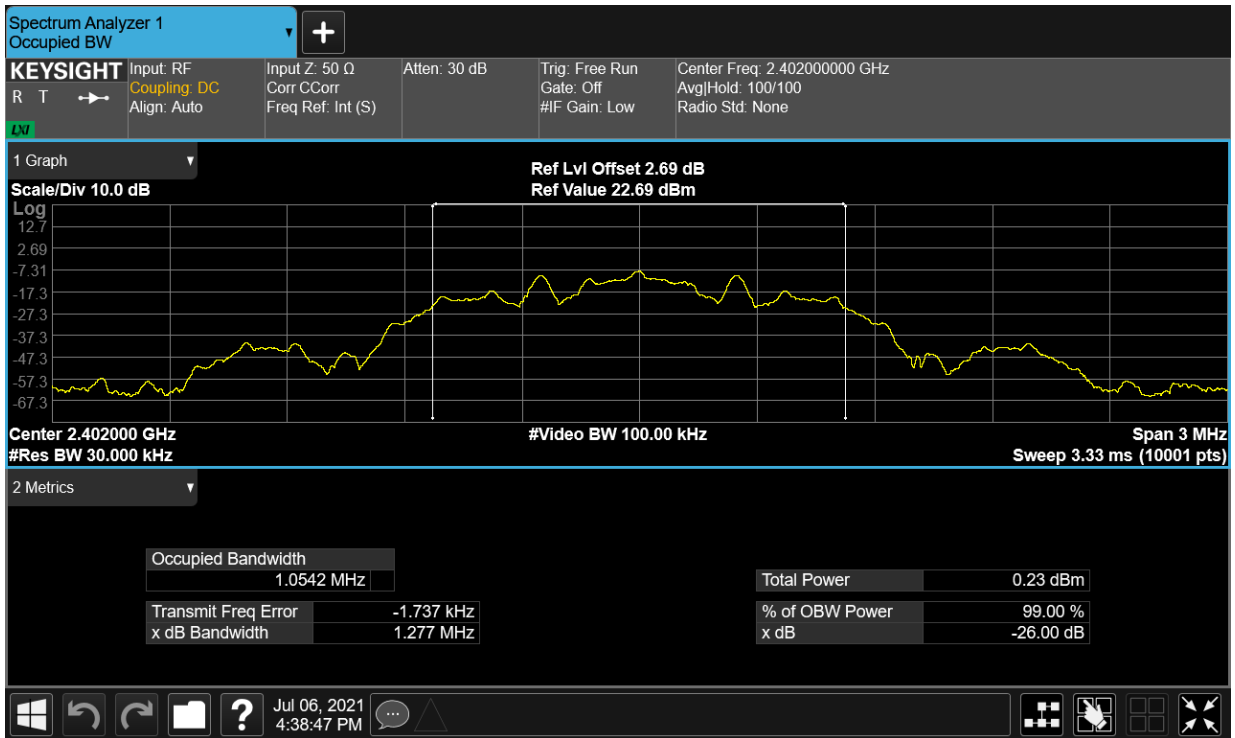 Spectrum Analyzer 1
Occupied BW
▼
+
KEYSIGHT
R T
LXI
Input: RF
Coupling: DC
Align: Auto
Input Z: 50 Ω
Corr CCorr
Freq Ref: Int (S)
Atten: 30 dB
Trig: Free Run
Gate: Off
#IF Gain: Low
Center Freq: 2.402000000 GHz
Avg|Hold: 100/100
Radio Std: None
1 Graph
▼
Ref Lvl Offset 2.69 dB
Scale/Div 10.0 dB
Ref Value 22.69 dBm
Log
12.7
2.69
-7.31
-17.3
-27.3
-37.3
-47.3
-57.3
-67.3
Center 2.402000 GHz
#Video BW 100.00 kHz
Span 3 MHz
#Res BW 30.000 kHz
Sweep 3.33 ms (10001 pts)
2 Metrics
▼
Occupied Bandwidth
1.0542 MHz
Total Power 0.23 dBm
Transmit Freq Error -1.737 kHz
% of OBW Power 99.00 %
x dB Bandwidth 1.277 MHz
x dB -26.00 dB
?
Jul 06, 2021
4:38:47 PM